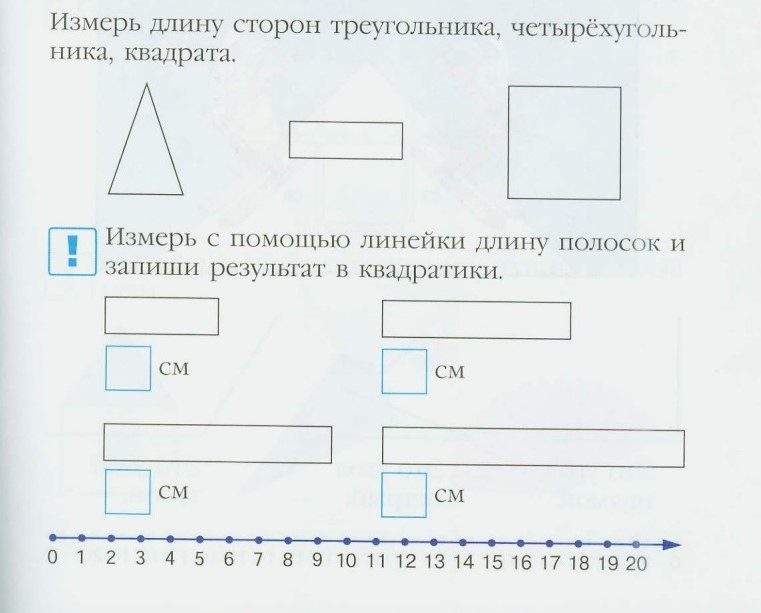 Измерь длину сторон треугольника, четырёхуголь-
ника, квадрата.
! Измерь с помощью линейки длину полосок и
запиши результат в квадратики.
см см
см см
0 1 2 3 4 5 6 7 8 9 10 11 12 13 14 15 16 17 18 19 20